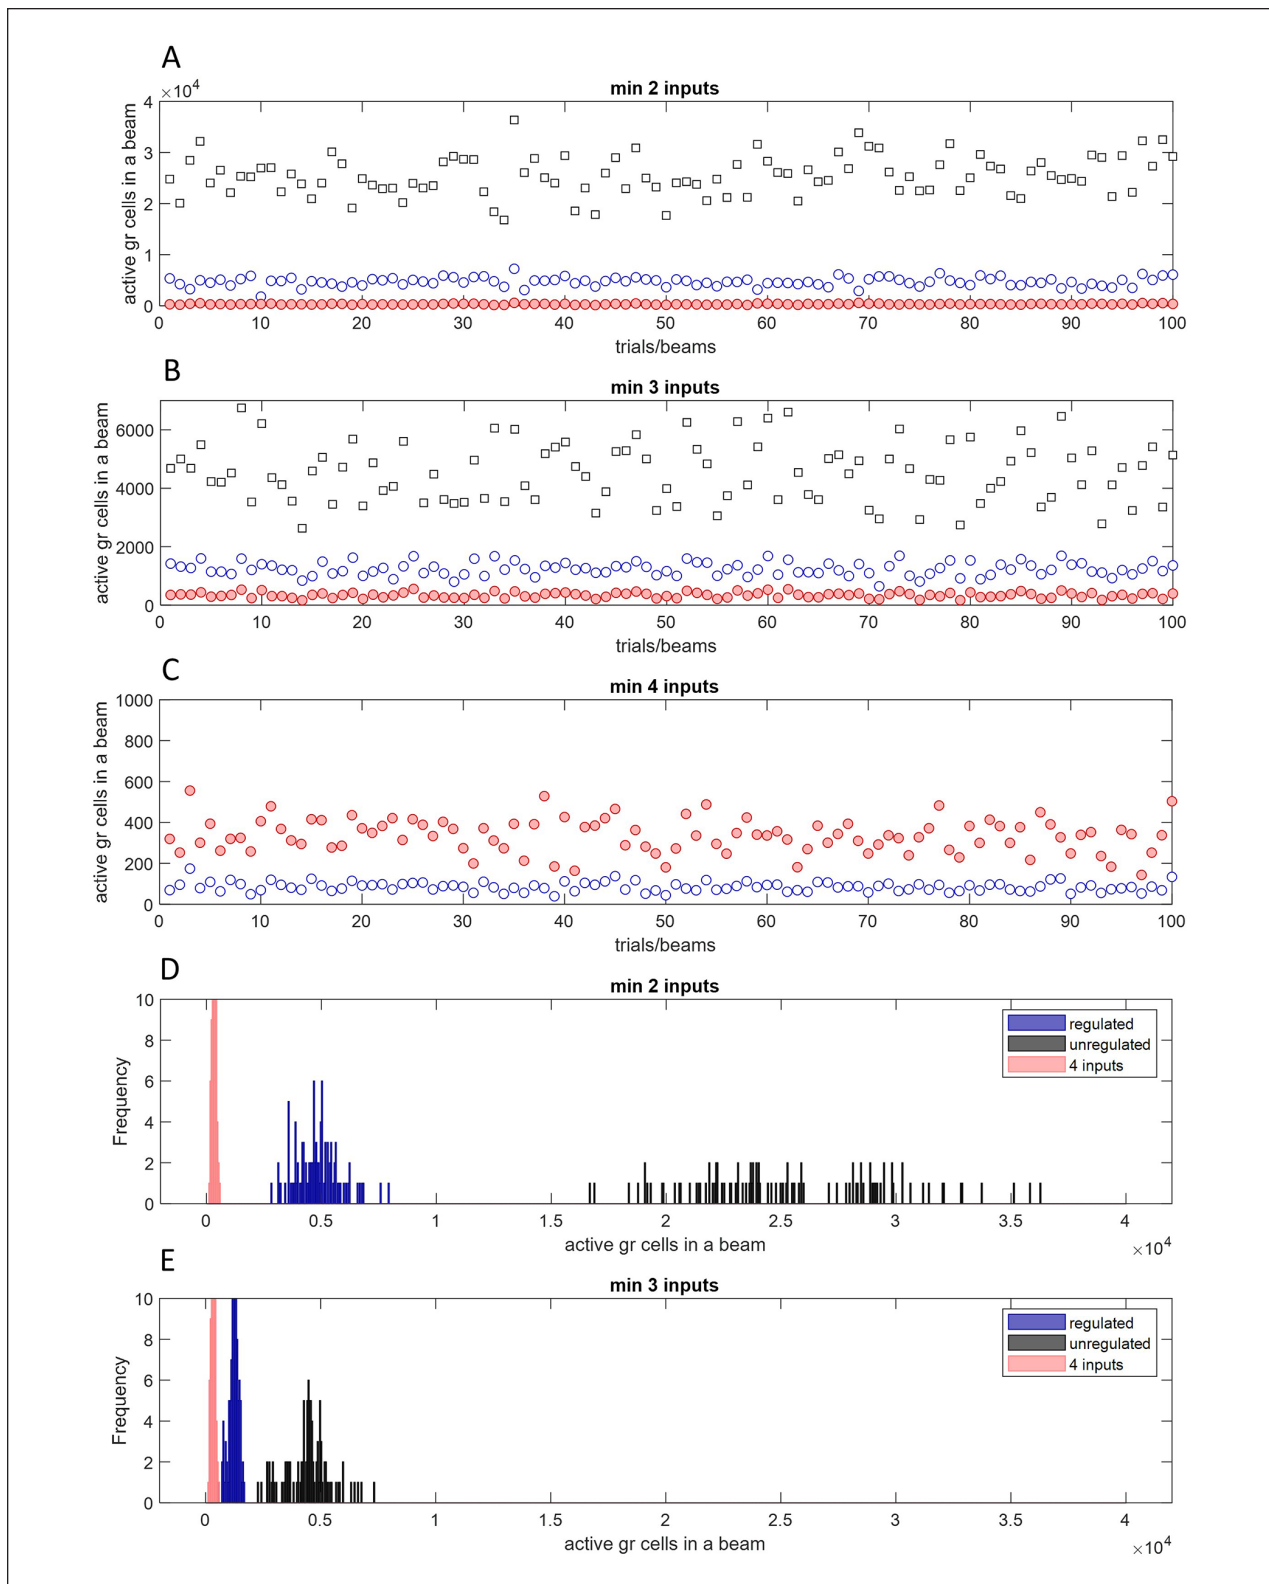 A
min 2 inputs
×10⁴
active gr cells in a beam
4
3
2
1
0
0 10 20 30 40 50 60 70 80 90 100
trials/beams
B
min 3 inputs
active gr cells in a beam
6000
4000
2000
0
0 10 20 30 40 50 60 70 80 90 100
trials/beams
C
min 4 inputs
active gr cells in a beam
1000
800
600
400
200
0
0 10 20 30 40 50 60 70 80 90 100
trials/beams
D
min 2 inputs
Frequency
10
8
6
4
2
0
regulated
unregulated
4 inputs
0 0.5 1 1.5 2 2.5 3 3.5 4
active gr cells in a beam
×10⁴
E
min 3 inputs
Frequency
10
8
6
4
2
0
regulated
unregulated
4 inputs
0 0.5 1 1.5 2 2.5 3 3.5 4
active gr cells in a beam
×10⁴